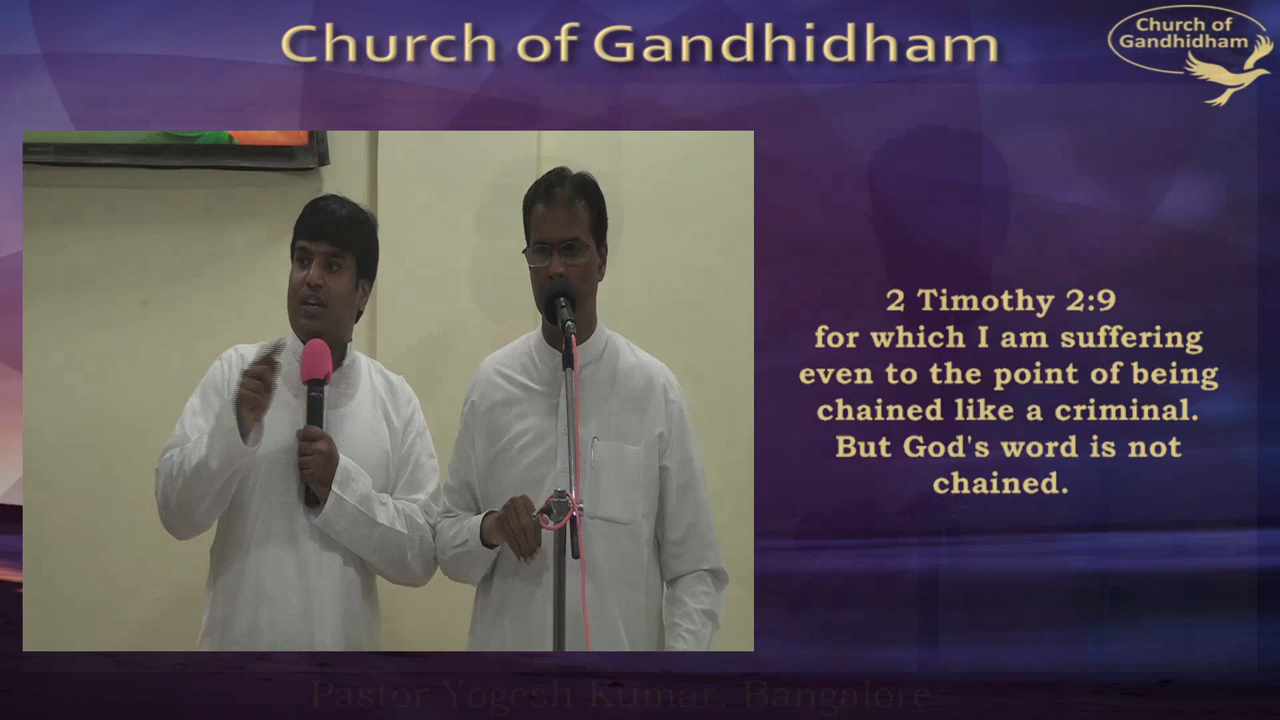 Church of Gandhidham
Church of
Gandhidham
2 Timothy 2:9
for which I am suffering
even to the point of being
chained like a criminal.
But God's word is not
chained.
Pastor Yogesh Kumar, Bangalore